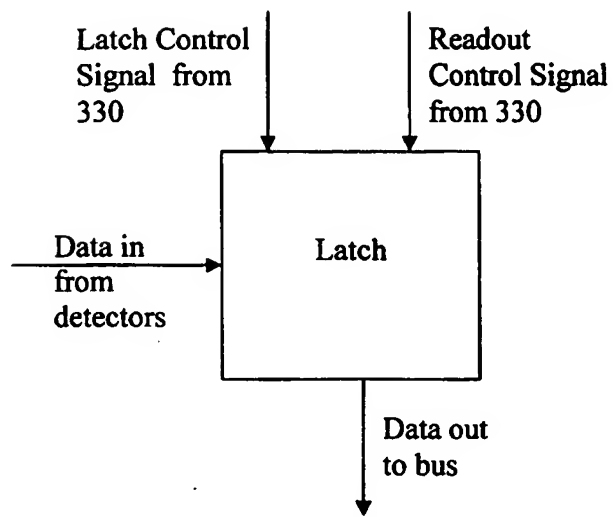 Latch Control
Signal from
330
Readout
Control Signal
from 330
Data in
from
detectors
Latch
Data out
to bus